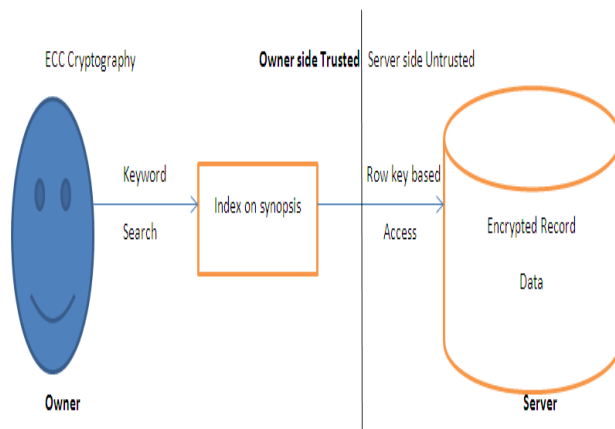 ECC Cryptography
Owner side Trusted
Server side Untrusted
Keyword
Search
Index on synopsis
Row key based
Access
Encrypted Record
Data
Owner
Server